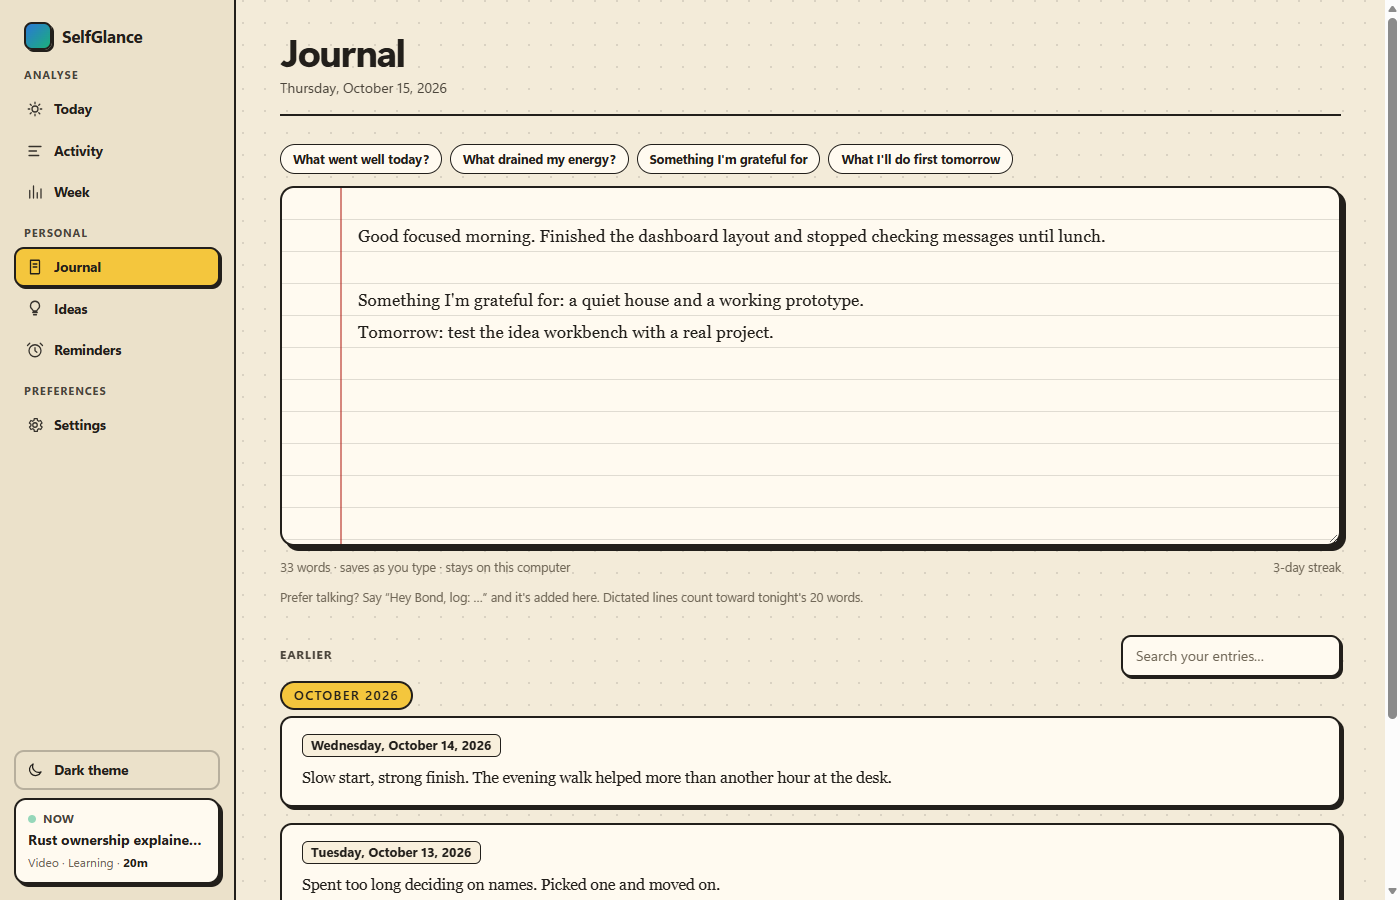 SelfGlance
ANALYSE
Today
Activity
Week
PERSONAL
Journal
Ideas
Reminders
PREFERENCES
Settings
Dark theme
NOW
Rust ownership explaine...
Video · Learning · 20m
Journal
Thursday, October 15, 2026
What went well today?
What drained my energy?
Something I'm grateful for
What I'll do first tomorrow
Good focused morning. Finished the dashboard layout and stopped checking messages until lunch.
Something I'm grateful for: a quiet house and a working prototype.
Tomorrow: test the idea workbench with a real project.
33 words · saves as you type · stays on this computer
3-day streak
Prefer talking? Say “Hey Bond, log: …” and it's added here. Dictated lines count toward tonight's 20 words.
EARLIER
Search your entries...
OCTOBER 2026
Wednesday, October 14, 2026
Slow start, strong finish. The evening walk helped more than another hour at the desk.
Tuesday, October 13, 2026
Spent too long deciding on names. Picked one and moved on.